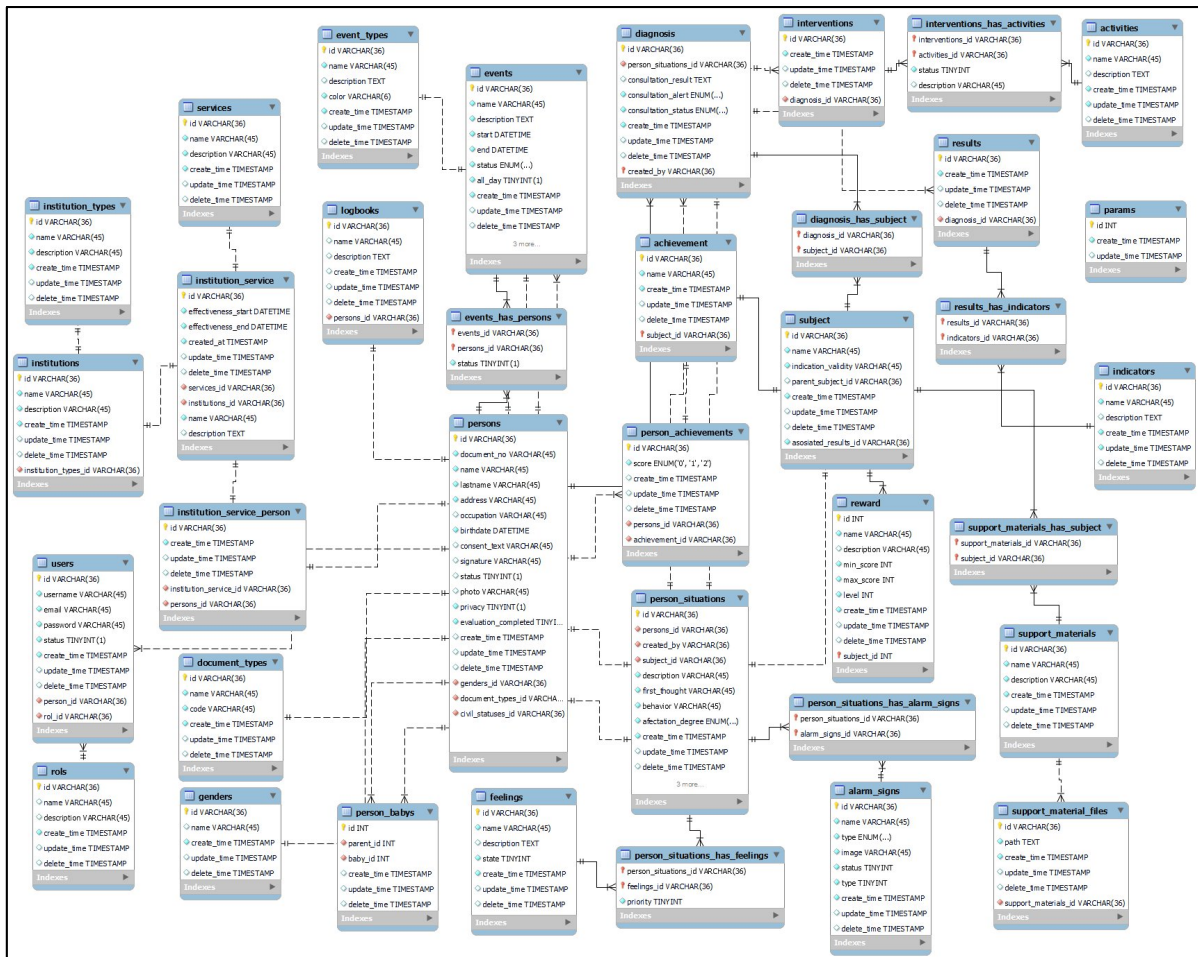 event_types
id VARCHAR(36)
name VARCHAR(45)
description TEXT
color VARCHAR(6)
create_time TIMESTAMP
update_time TIMESTAMP
delete_time TIMESTAMP
Indexes
events
id VARCHAR(36)
name VARCHAR(45)
description TEXT
start DATETIME
end DATETIME
status ENUM(...)
all_day TINYINT(1)
create_time TIMESTAMP
update_time TIMESTAMP
delete_time TIMESTAMP
3 more...
Indexes
diagnosis
id VARCHAR(36)
person_situations_id VARCHAR(36)
consultation_result TEXT
consultation_alert ENUM(...)
consultation_status ENUM(...)
create_time TIMESTAMP
update_time TIMESTAMP
delete_time TIMESTAMP
created_by VARCHAR(36)
Indexes
interventions
id VARCHAR(36)
create_time TIMESTAMP
update_time TIMESTAMP
delete_time TIMESTAMP
diagnosis_id VARCHAR(36)
Indexes
interventions_has_activities
interventions_id VARCHAR(36)
activities_id VARCHAR(36)
status TINYINT
description VARCHAR(45)
Indexes
activities
id VARCHAR(36)
name VARCHAR(45)
description TEXT
create_time TIMESTAMP
update_time TIMESTAMP
delete_time TIMESTAMP
Indexes
services
id VARCHAR(36)
name VARCHAR(45)
description VARCHAR(45)
create_time TIMESTAMP
update_time TIMESTAMP
delete_time TIMESTAMP
Indexes
results
id VARCHAR(36)
create_time TIMESTAMP
update_time TIMESTAMP
delete_time TIMESTAMP
diagnosis_id VARCHAR(36)
Indexes
institution_types
id VARCHAR(36)
name VARCHAR(45)
description VARCHAR(45)
create_time TIMESTAMP
update_time TIMESTAMP
delete_time TIMESTAMP
Indexes
logbooks
id VARCHAR(36)
name VARCHAR(45)
description TEXT
create_time TIMESTAMP
update_time TIMESTAMP
delete_time TIMESTAMP
persons_id VARCHAR(36)
Indexes
diagnosis_has_subject
diagnosis_id VARCHAR(36)
subject_id VARCHAR(36)
Indexes
params
id INT
create_time TIMESTAMP
update_time TIMESTAMP
Indexes
achievement
id VARCHAR(36)
name VARCHAR(45)
create_time TIMESTAMP
update_time TIMESTAMP
delete_time TIMESTAMP
subject_id VARCHAR(36)
Indexes
institution_service
id VARCHAR(36)
effectiveness_start DATETIME
effectiveness_end DATETIME
created_at TIMESTAMP
update_time TIMESTAMP
delete_time TIMESTAMP
services_id VARCHAR(36)
institutions_id VARCHAR(36)
name VARCHAR(45)
description TEXT
Indexes
results_has_indicators
results_id VARCHAR(36)
indicators_id VARCHAR(36)
Indexes
events_has_persons
events_id VARCHAR(36)
persons_id VARCHAR(36)
status TINYINT(1)
Indexes
subject
id VARCHAR(36)
name VARCHAR(45)
indication_validity VARCHAR(45)
parent_subject_id VARCHAR(36)
create_time TIMESTAMP
update_time TIMESTAMP
delete_time TIMESTAMP
asosiated_results_id VARCHAR(36)
Indexes
institutions
id VARCHAR(36)
name VARCHAR(45)
description VARCHAR(45)
create_time TIMESTAMP
update_time TIMESTAMP
delete_time TIMESTAMP
institution_types_id VARCHAR(36)
Indexes
indicators
id VARCHAR(36)
name VARCHAR(45)
description TEXT
create_time TIMESTAMP
update_time TIMESTAMP
delete_time TIMESTAMP
Indexes
persons
id VARCHAR(36)
document_no VARCHAR(45)
name VARCHAR(45)
lastname VARCHAR(45)
address VARCHAR(45)
occupation VARCHAR(45)
birthdate DATETIME
consent_text VARCHAR(45)
signature VARCHAR(45)
status TINYINT(1)
photo VARCHAR(45)
privacy TINYINT(1)
evaluation_completed TINYI...
create_time TIMESTAMP
update_time TIMESTAMP
delete_time TIMESTAMP
genders_id VARCHAR(36)
document_types_id VARCHA...
civil_statuses_id VARCHAR(36)
Indexes
person_achievements
id VARCHAR(36)
score ENUM('0', '1', '2')
create_time TIMESTAMP
update_time TIMESTAMP
delete_time TIMESTAMP
persons_id VARCHAR(36)
achievement_id VARCHAR(36)
Indexes
reward
id INT
name VARCHAR(45)
description VARCHAR(45)
min_score INT
max_score INT
level INT
create_time TIMESTAMP
update_time TIMESTAMP
delete_time TIMESTAMP
subject_id INT
Indexes
institution_service_person
id VARCHAR(36)
create_time TIMESTAMP
update_time TIMESTAMP
delete_time TIMESTAMP
institution_service_id VARCHAR(36)
persons_id VARCHAR(36)
Indexes
support_materials_has_subject
support_materials_id VARCHAR(36)
subject_id VARCHAR(36)
Indexes
users
id VARCHAR(36)
username VARCHAR(45)
email VARCHAR(45)
password VARCHAR(45)
status TINYINT(1)
create_time TIMESTAMP
update_time TIMESTAMP
delete_time TIMESTAMP
person_id VARCHAR(36)
rol_id VARCHAR(36)
Indexes
person_situations
id VARCHAR(36)
persons_id VARCHAR(36)
created_by VARCHAR(36)
subject_id VARCHAR(36)
description VARCHAR(45)
first_thought VARCHAR(45)
behavior VARCHAR(45)
afectation_degree ENUM(...)
create_time TIMESTAMP
update_time TIMESTAMP
delete_time TIMESTAMP
3 more...
Indexes
support_materials
id VARCHAR(36)
name VARCHAR(45)
description VARCHAR(45)
create_time TIMESTAMP
update_time TIMESTAMP
delete_time TIMESTAMP
Indexes
document_types
id VARCHAR(36)
name VARCHAR(45)
code VARCHAR(45)
create_time TIMESTAMP
update_time TIMESTAMP
delete_time TIMESTAMP
Indexes
person_situations_has_alarm_signs
person_situations_id VARCHAR(36)
alarm_signs_id VARCHAR(36)
Indexes
rols
id VARCHAR(36)
name VARCHAR(45)
description VARCHAR(45)
create_time TIMESTAMP
update_time TIMESTAMP
delete_time TIMESTAMP
Indexes
genders
id VARCHAR(36)
name VARCHAR(45)
create_time TIMESTAMP
update_time TIMESTAMP
delete_time TIMESTAMP
Indexes
person_babys
id INT
parent_id INT
baby_id INT
create_time TIMESTAMP
update_time TIMESTAMP
delete_time TIMESTAMP
Indexes
feelings
id VARCHAR(36)
name VARCHAR(45)
description TEXT
state TINYINT
create_time TIMESTAMP
update_time TIMESTAMP
delete_time TIMESTAMP
Indexes
person_situations_has_feelings
person_situations_id VARCHAR(36)
feelings_id VARCHAR(36)
priority TINYINT
Indexes
alarm_signs
id VARCHAR(36)
name VARCHAR(45)
type ENUM(...)
image VARCHAR(45)
status TINYINT
type TINYINT
create_time TIMESTAMP
update_time TIMESTAMP
delete_time TIMESTAMP
Indexes
support_material_files
id VARCHAR(36)
path TEXT
create_time TIMESTAMP
update_time TIMESTAMP
delete_time TIMESTAMP
support_materials_id VARCHAR(36)
Indexes